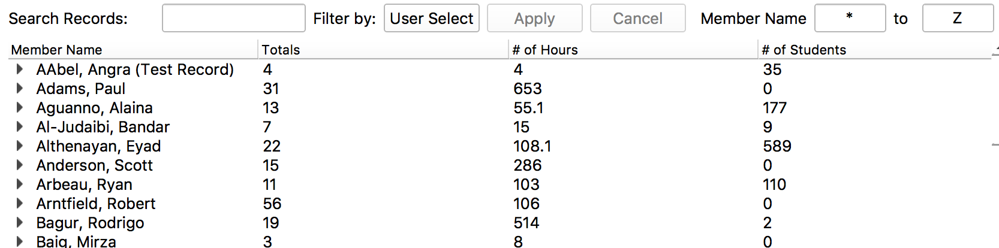 Search Records: Filter by: User Select Apply Cancel Member Name * to Z
Member Name Totals # of Hours # of Students
AAbel, Angra (Test Record) 4 4 35
Adams, Paul 31 653 0
Aguanno, Alaina 13 55.1 177
Al-Judaibi, Bandar 7 15 9
Althenayan, Eyad 22 108.1 589
Anderson, Scott 15 286 0
Arbeau, Ryan 11 103 110
Arntfield, Robert 56 106 0
Bagur, Rodrigo 19 514 2
Baig, Mirza 3 8 0